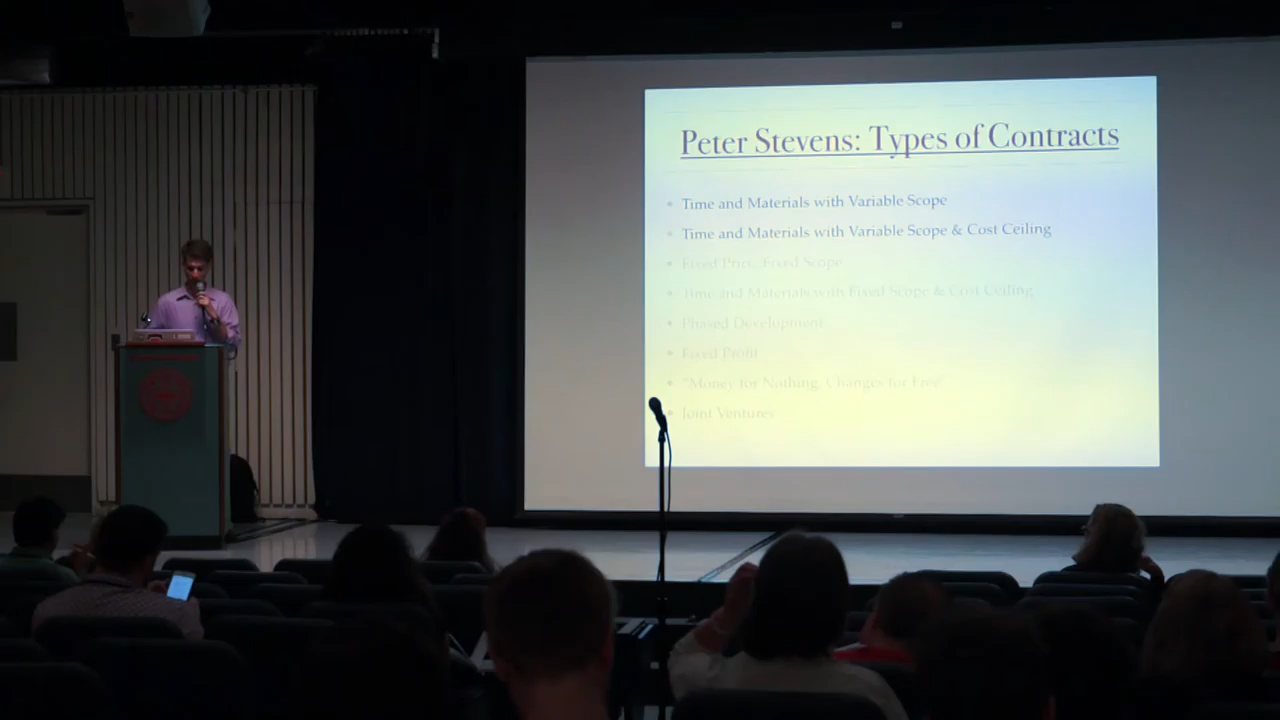 Peter Stevens: Types of Contracts
Time and Materials with Variable Scope
Time and Materials with Variable Scope & Cost Ceiling
Fixed Price, Fixed Scope
Time and Materials with Fixed Scope & Cost Ceiling
Phased Development
Fixed Profit
"Money for Nothing, Changes for Free"
Joint Ventures